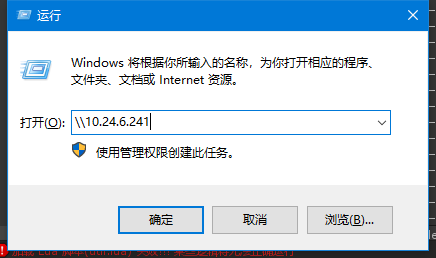 运行
Windows 将根据你所输入的名称，为你打开相应的程序、
文件夹、文档或 Internet 资源。
打开(O): \\10.24.6.241
使用管理权限创建此任务。
确定 取消 浏览(B)...